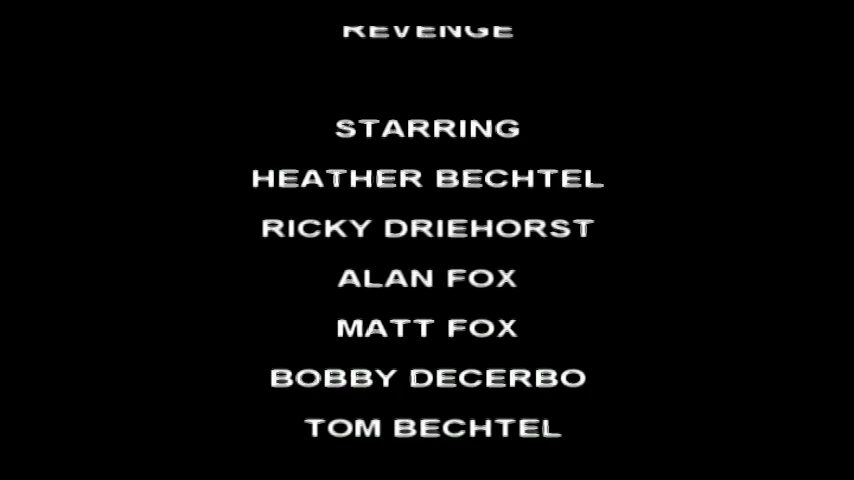 REVENGE
STARRING
HEATHER BECHTEL
RICKY DRIEHORST
ALAN FOX
MATT FOX
BOBBY DECERBO
TOM BECHTEL